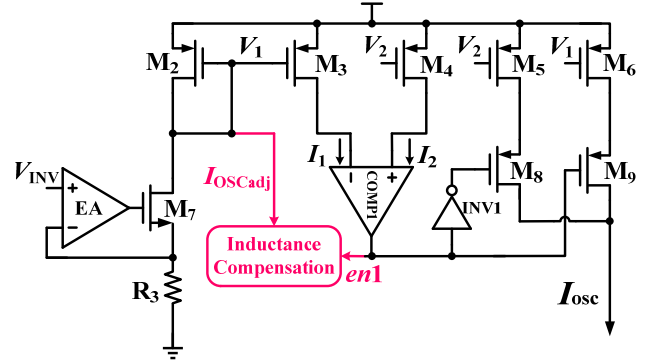 M2
V1
M3
V2
M4
V2
M5
V1
M6
VINV
+
EA
−
M7
IOSCadj
I1
I2
−
COMP1
+
INV1
M8
M9
R3
Inductance
Compensation
en1
Iosc